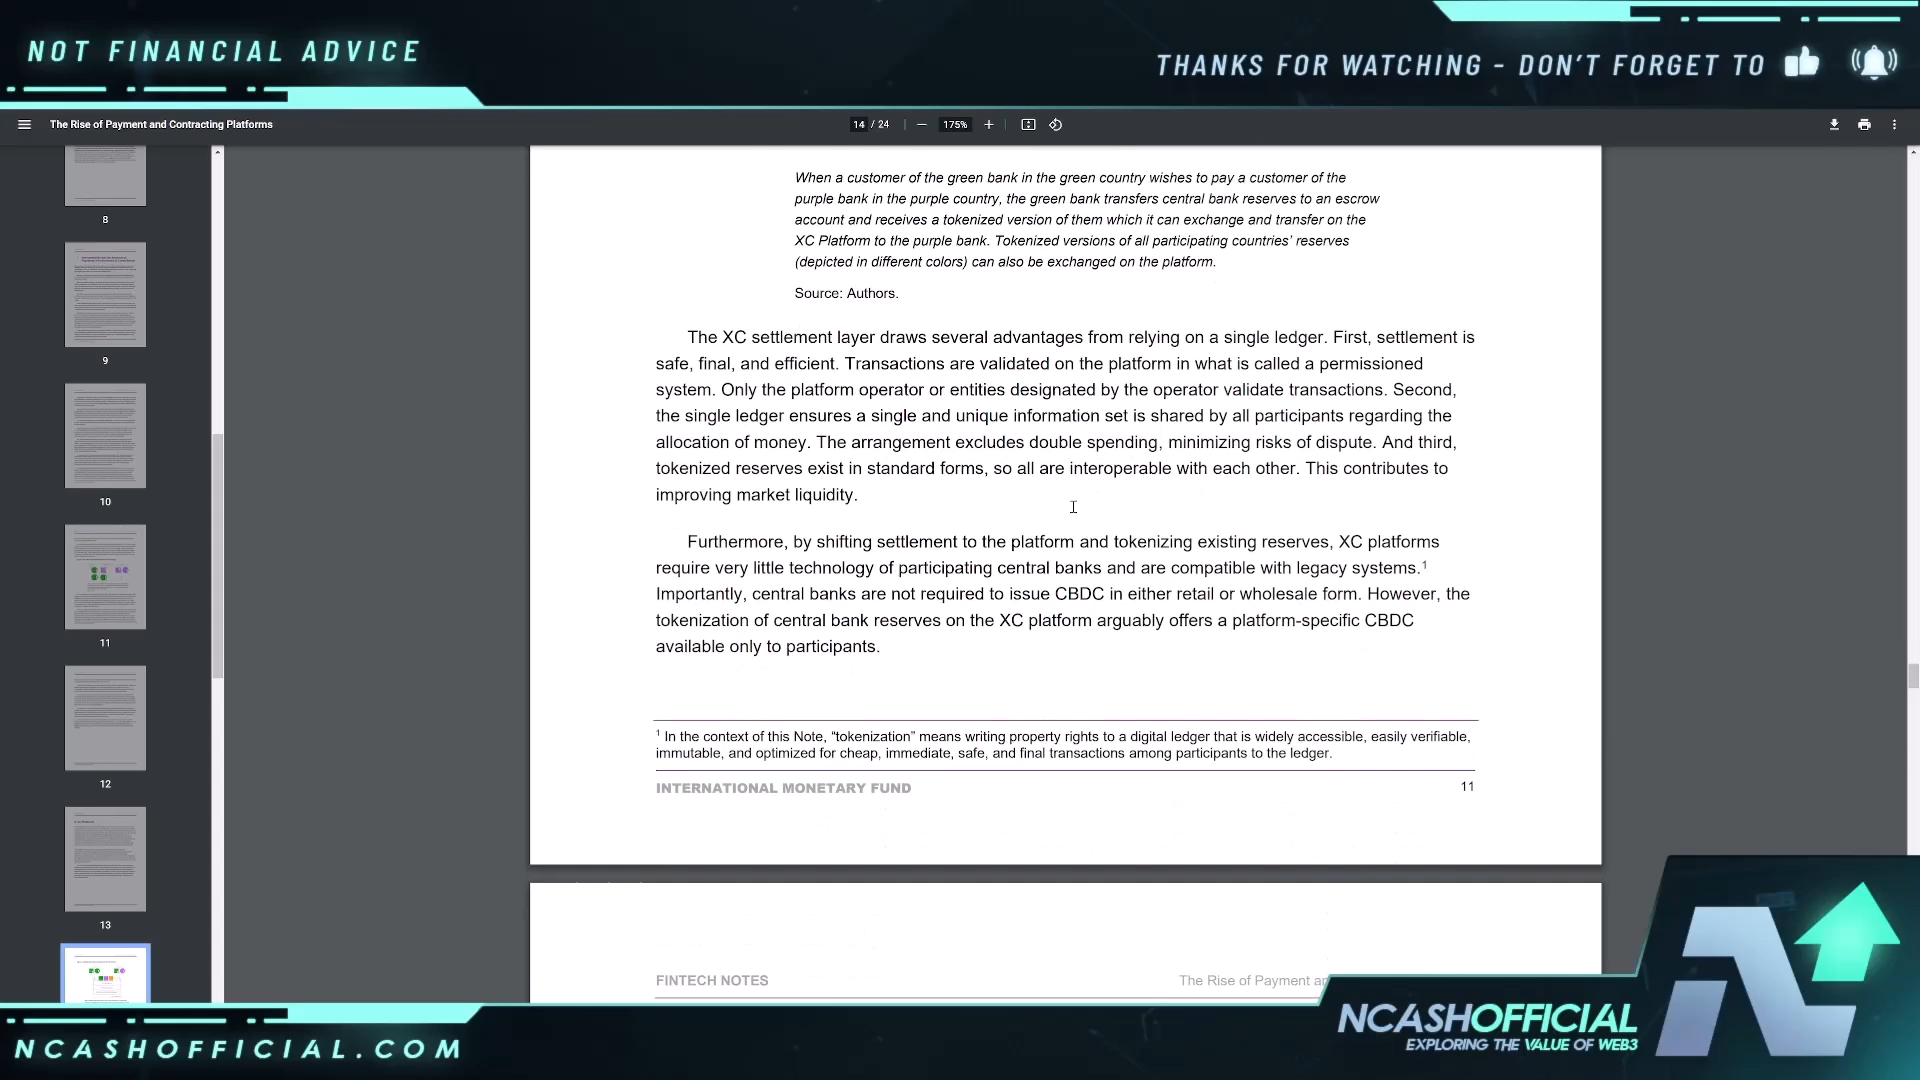 NOT FINANCIAL ADVICE
THANKS FOR WATCHING - DON'T FORGET TO
The Rise of Payment and Contracting Platforms
14 / 24
175%
8
9
10
11
12
13
When a customer of the green bank in the green country wishes to pay a customer of the
purple bank in the purple country, the green bank transfers central bank reserves to an escrow
account and receives a tokenized version of them which it can exchange and transfer on the
XC Platform to the purple bank. Tokenized versions of all participating countries' reserves
(depicted in different colors) can also be exchanged on the platform.
Source: Authors.
The XC settlement layer draws several advantages from relying on a single ledger. First, settlement is
safe, final, and efficient. Transactions are validated on the platform in what is called a permissioned
system. Only the platform operator or entities designated by the operator validate transactions. Second,
the single ledger ensures a single and unique information set is shared by all participants regarding the
allocation of money. The arrangement excludes double spending, minimizing risks of dispute. And third,
tokenized reserves exist in standard forms, so all are interoperable with each other. This contributes to
improving market liquidity.
Furthermore, by shifting settlement to the platform and tokenizing existing reserves, XC platforms
require very little technology of participating central banks and are compatible with legacy systems.¹
Importantly, central banks are not required to issue CBDC in either retail or wholesale form. However, the
tokenization of central bank reserves on the XC platform arguably offers a platform-specific CBDC
available only to participants.
¹ In the context of this Note, “tokenization” means writing property rights to a digital ledger that is widely accessible, easily verifiable,
immutable, and optimized for cheap, immediate, safe, and final transactions among participants to the ledger.
INTERNATIONAL MONETARY FUND
11
FINTECH NOTES
The Rise of Payment
NCASHOFFICIAL
EXPLORING THE VALUE OF WEB3
NCASHOFFICIAL.COM